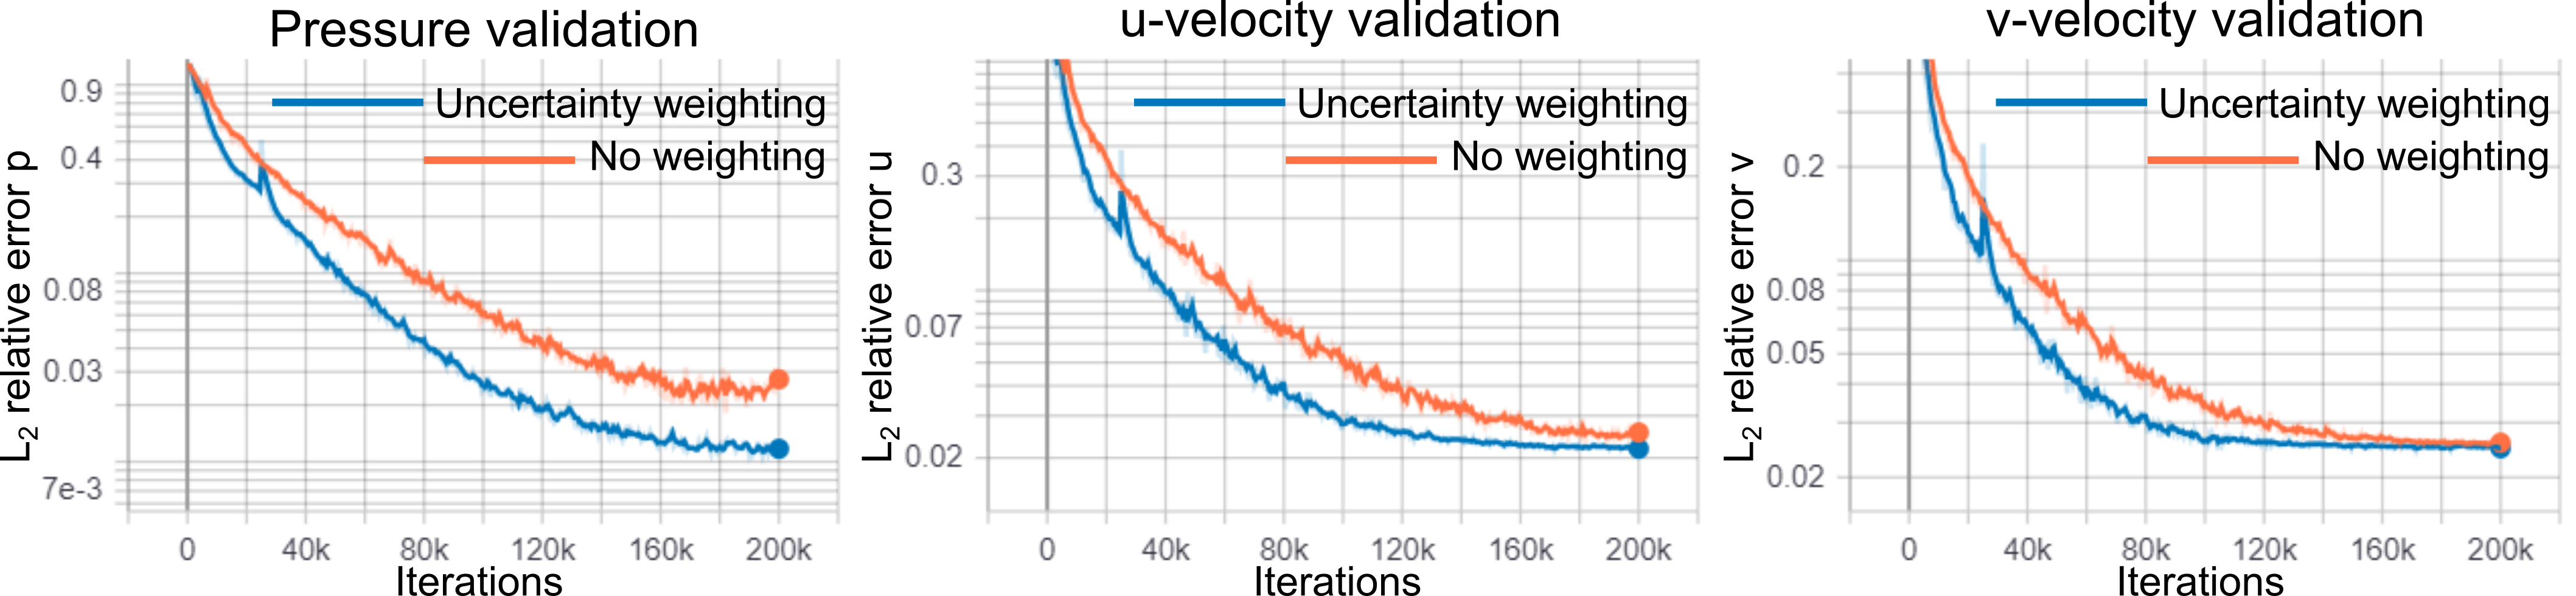 Pressure validation
L2 relative error p
0.9
0.4
0.08
0.03
7e-3
Uncertainty weighting
No weighting
0 40k 80k 120k 160k 200k
Iterations
u-velocity validation
L2 relative error u
0.3
0.07
0.02
Uncertainty weighting
No weighting
0 40k 80k 120k 160k 200k
Iterations
v-velocity validation
L2 relative error v
0.2
0.08
0.05
0.02
Uncertainty weighting
No weighting
0 40k 80k 120k 160k 200k
Iterations